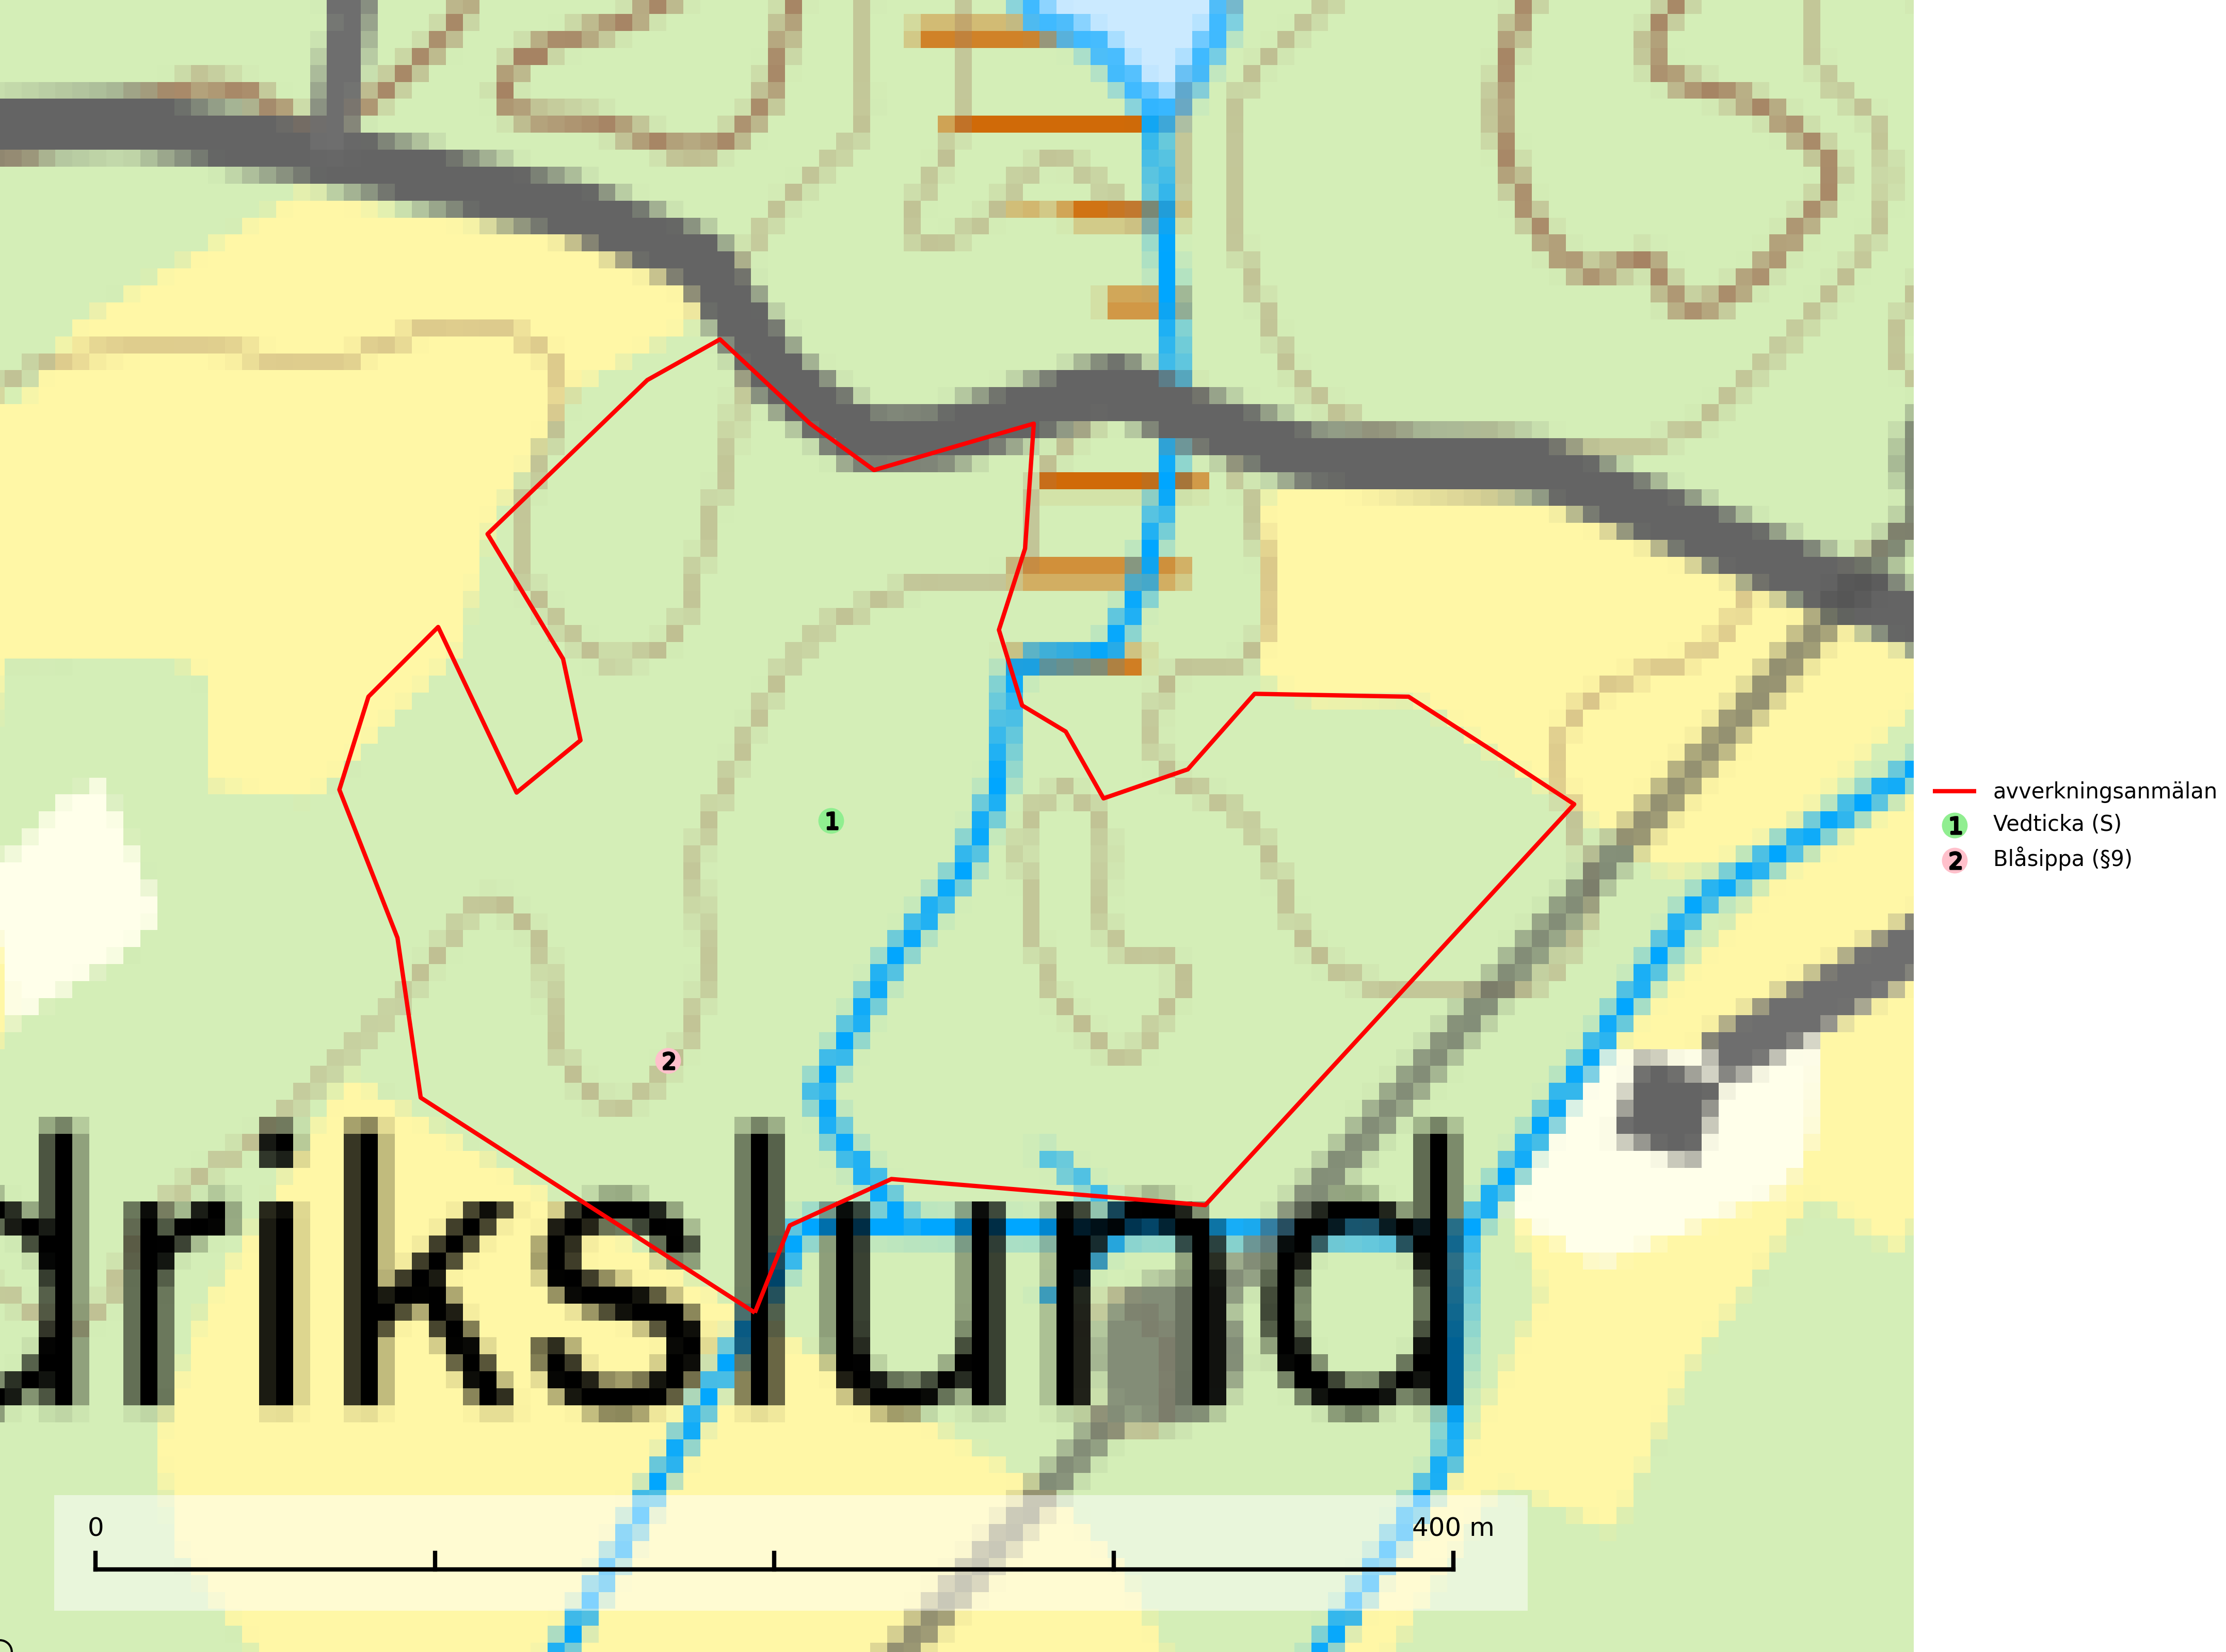 1
2
drikslund
avverkningsanmälan
1 Vedticka (S)
2 Blåsippa (§9)
0 400 m